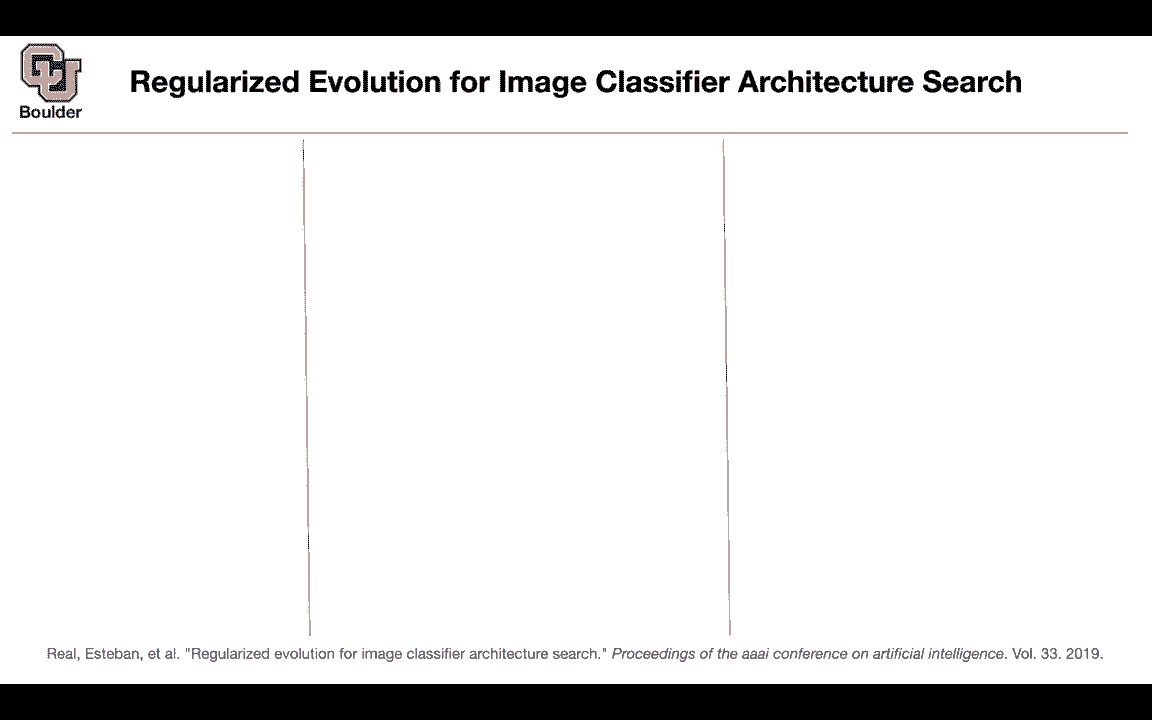 CU
Boulder
Regularized Evolution for Image Classifier Architecture Search
Real, Esteban, et al. "Regularized evolution for image classifier architecture search." Proceedings of the aaai conference on artificial intelligence. Vol. 33. 2019.